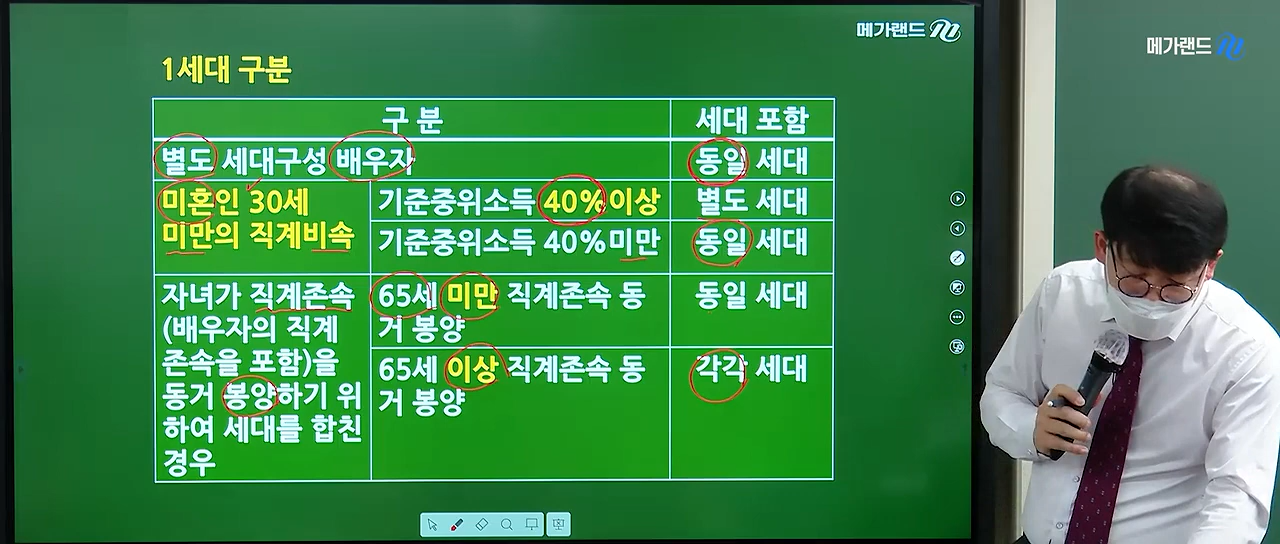 메가랜드
메가랜드
1세대 구분
구 분
세대 포함
별도 세대구성 배우자
동일 세대
미혼인 30세
미만의 직계비속
기준중위소득 40%이상
별도 세대
기준중위소득 40%미만
동일 세대
자녀가 직계존속
(배우자의 직계
존속을 포함)을
동거 봉양하기 위
하여 세대를 합친
경우
65세 미만 직계존속 동
거 봉양
동일 세대
65세 이상 직계존속 동
거 봉양
각각 세대